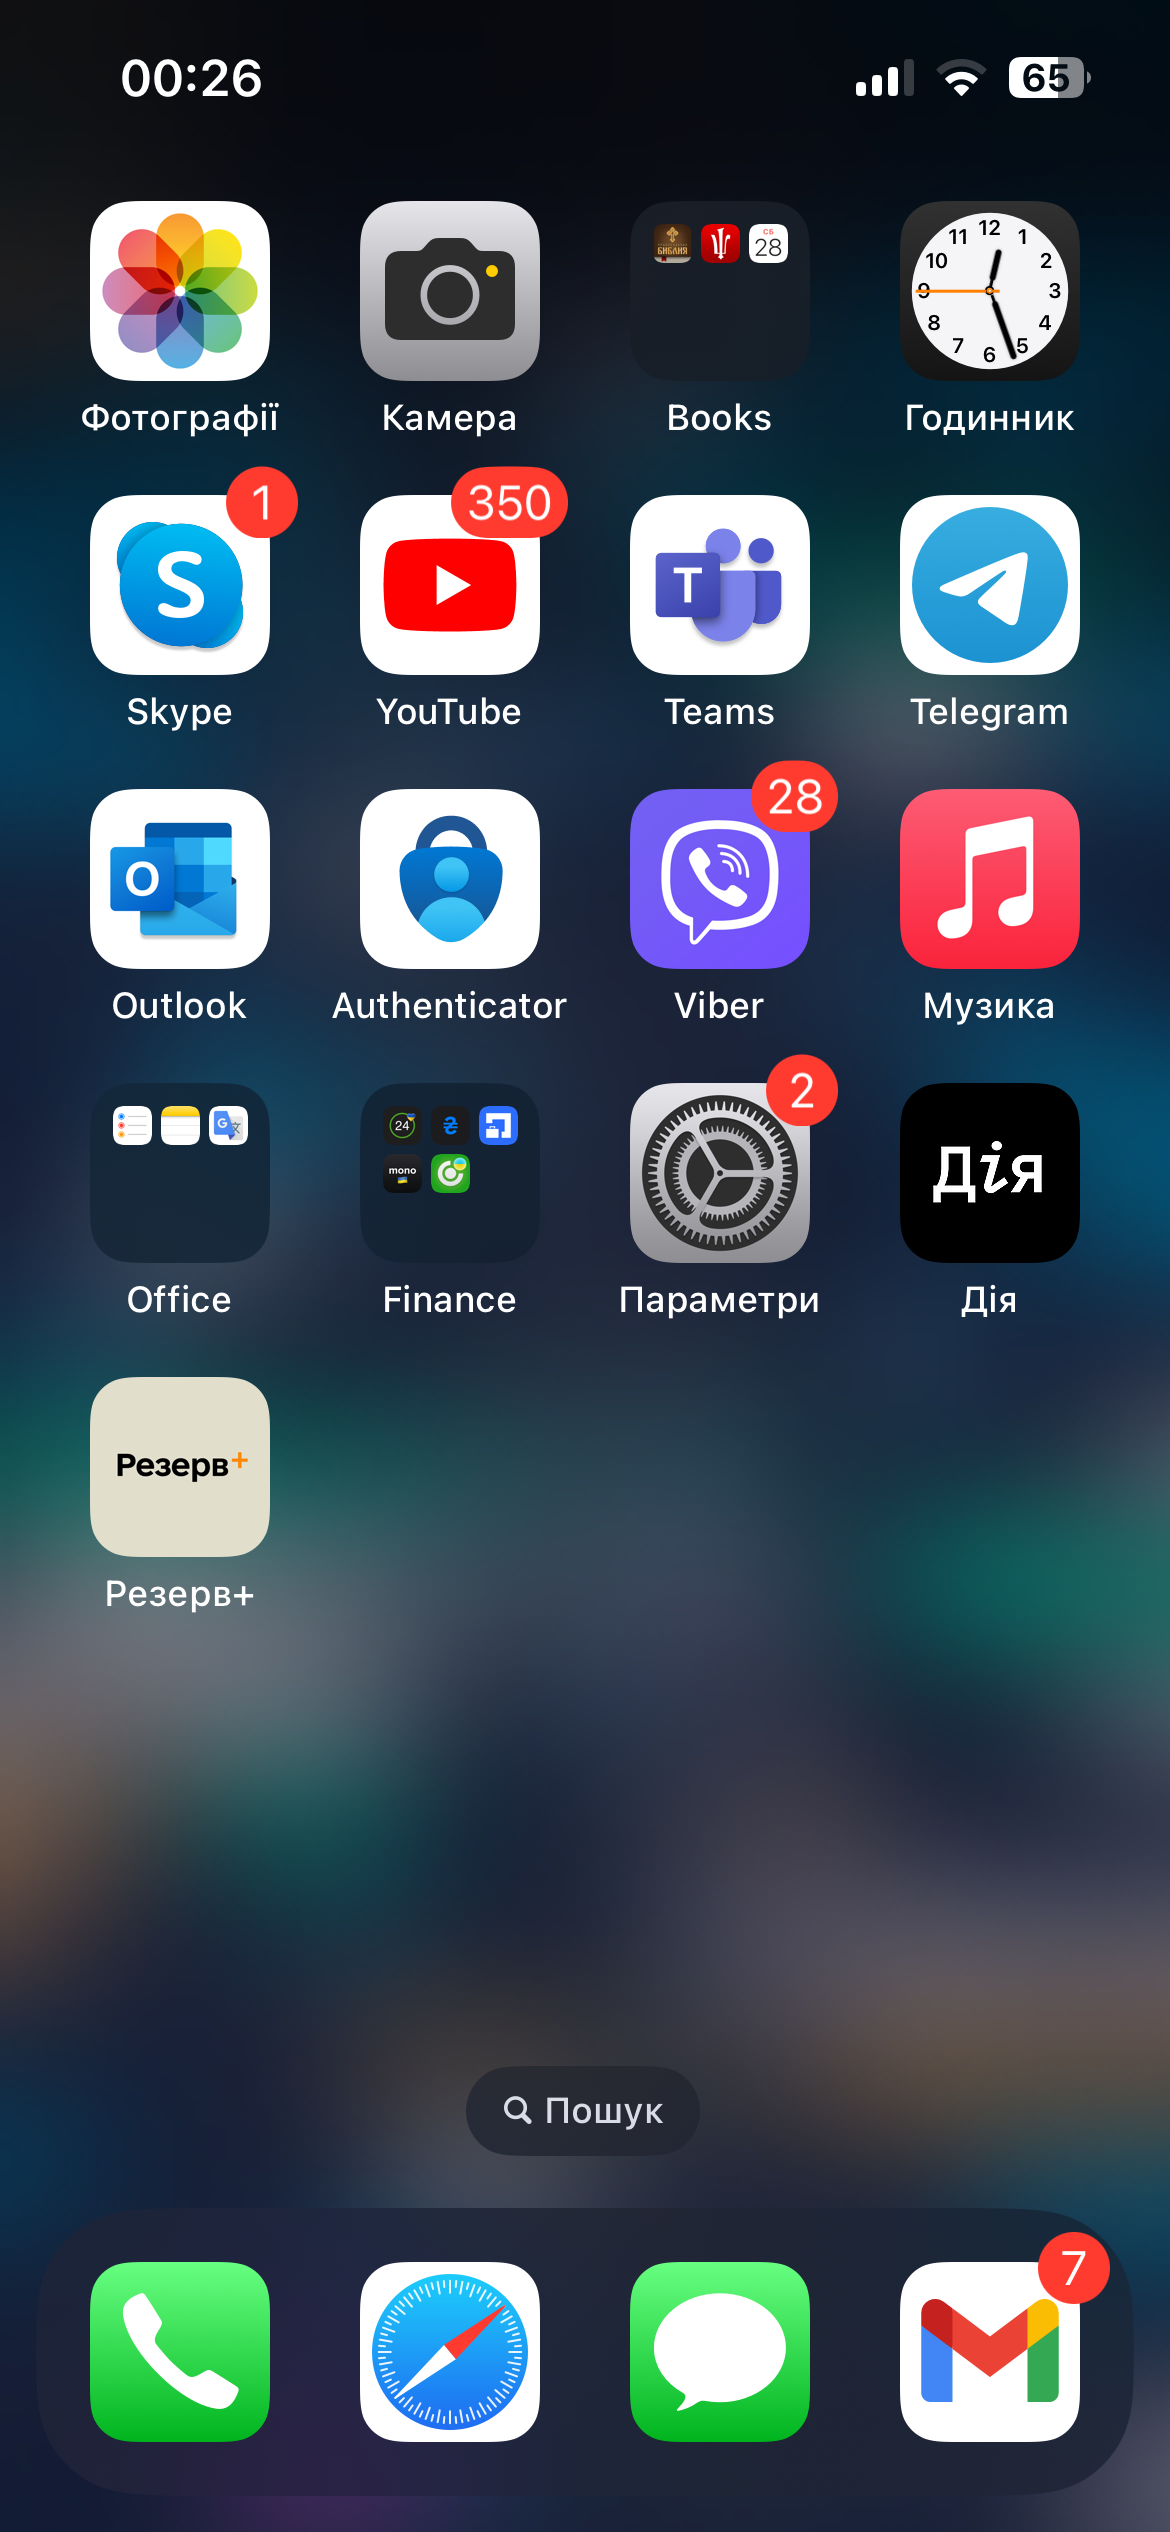 00:26
65
БИБЛИЯ
СБ
28
12
11
1
10
2
9
3
8
4
7
5
6
Фотографії
Камера
Books
Годинник
1
350
S
T
Skype
YouTube
Teams
Telegram
28
O
Outlook
Authenticator
Viber
Музика
2
G
24
₴
mono
Дія
Office
Finance
Параметри
Дія
Резерв+
Резерв+
Пошук
7